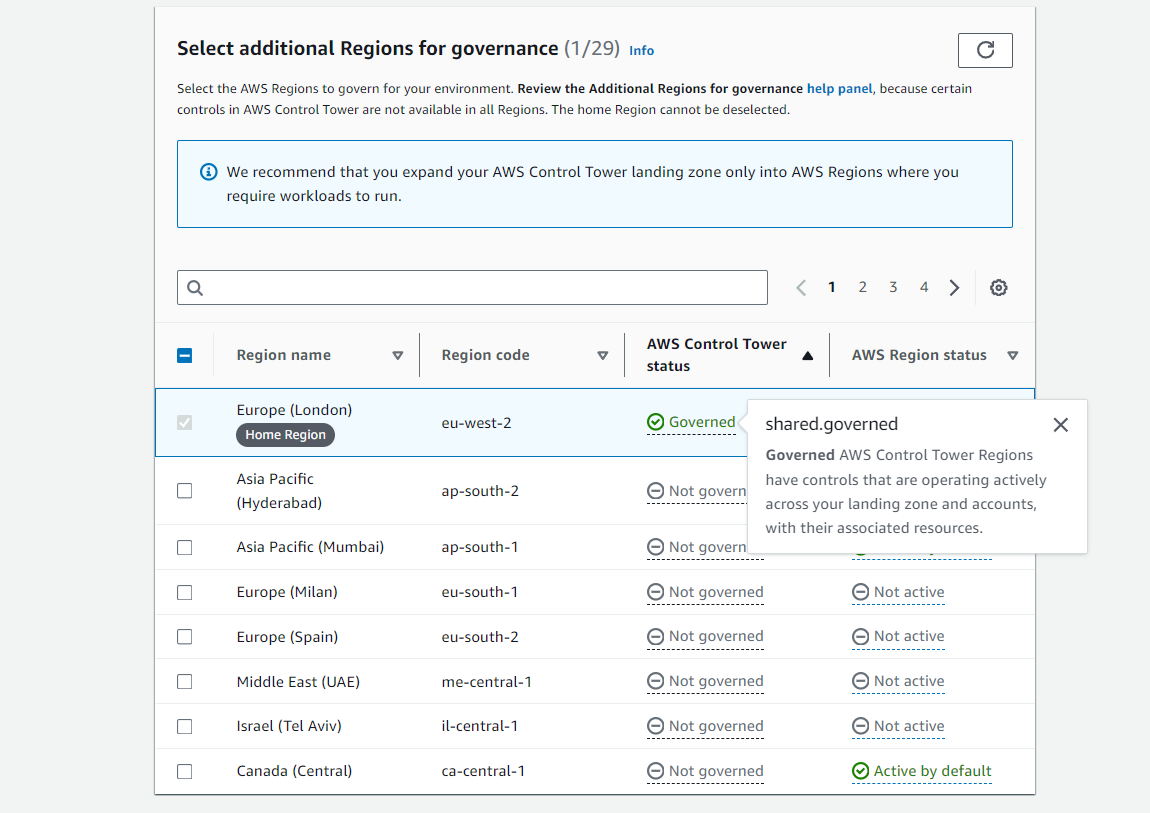 Select additional Regions for governance (1/29) Info
Select the AWS Regions to govern for your environment. Review the Additional Regions for governance help panel, because certain
controls in AWS Control Tower are not available in all Regions. The home Region cannot be deselected.
We recommend that you expand your AWS Control Tower landing zone only into AWS Regions where you
require workloads to run.
1 2 3 4
Region name
Region code
AWS Control Tower
status
AWS Region status
Europe (London)
Home Region
eu-west-2
Governed
shared.governed
Governed AWS Control Tower Regions
have controls that are operating actively
across your landing zone and accounts,
with their associated resources.
Asia Pacific
(Hyderabad)
ap-south-2
Not govern
Asia Pacific (Mumbai)
ap-south-1
Not govern
Europe (Milan)
eu-south-1
Not governed
Not active
Europe (Spain)
eu-south-2
Not governed
Not active
Middle East (UAE)
me-central-1
Not governed
Not active
Israel (Tel Aviv)
il-central-1
Not governed
Not active
Canada (Central)
ca-central-1
Not governed
Active by default